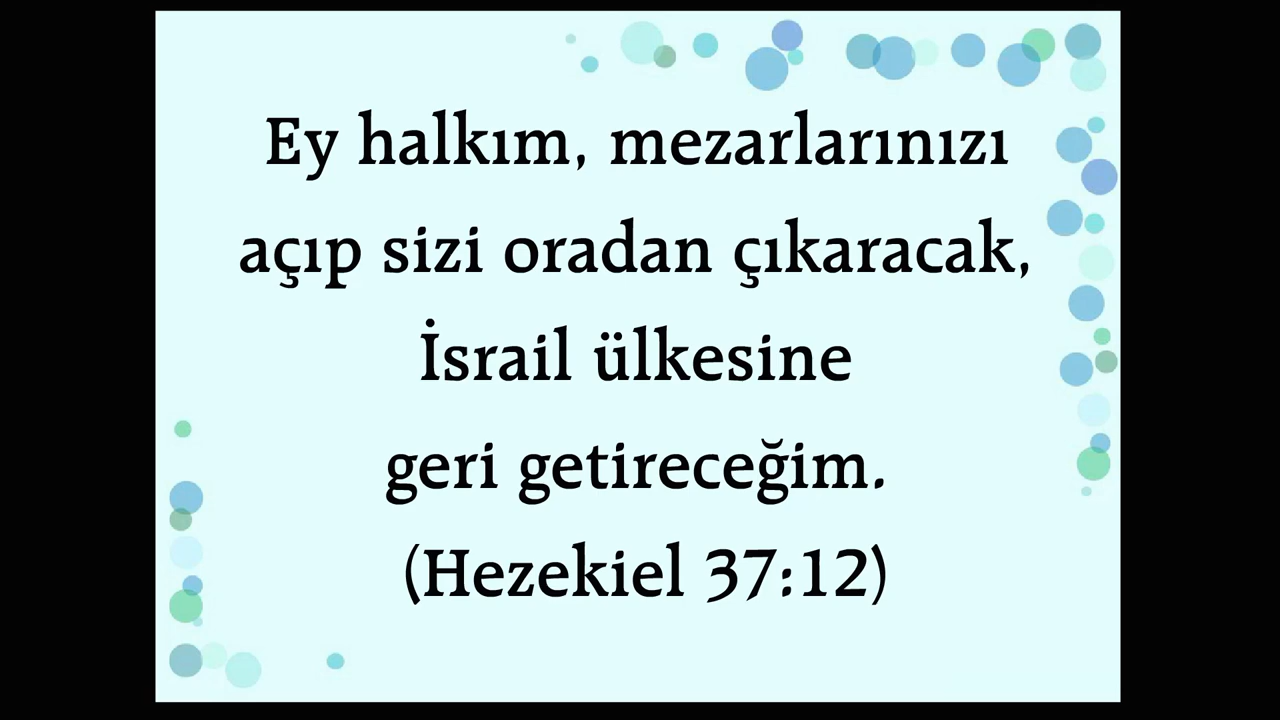 Ey halkım, mezarlarınızı
açıp sizi oradan çıkaracak,
İsrail ülkesine
geri getireceğim.
(Hezekiel 37:12)